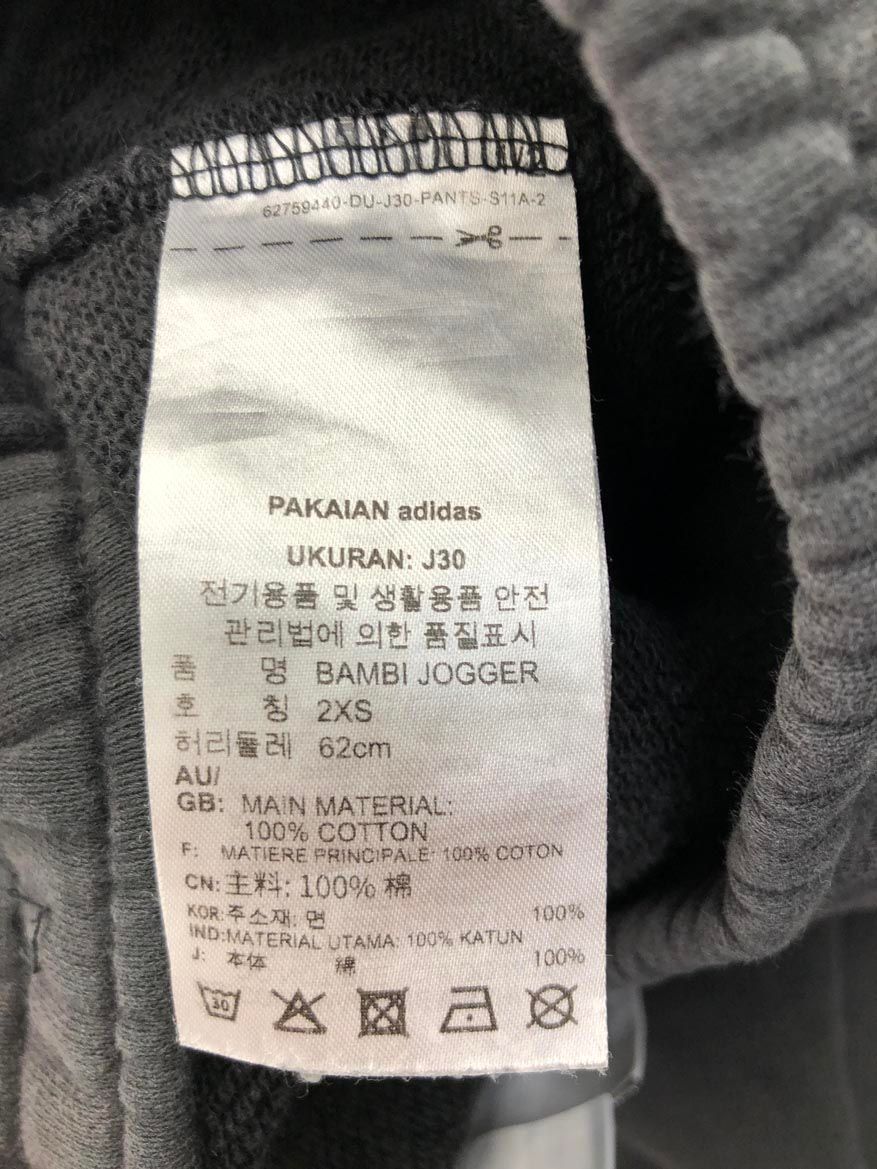 62759440-DU-J30-PANTS-S11A-2
PAKAIAN adidas
UKURAN: J30
전기용품 및 생활용품 안전
관리법에 의한 품질표시
품 명 BAMBI JOGGER
호 칭 2XS
허리둘레 62cm
AU/
GB: MAIN MATERIAL:
100% COTTON
F: MATIERE PRINCIPALE: 100% COTON
CN: 主料: 100% 棉
KOR: 주소재: 면 100%
IND: MATERIAL UTAMA: 100% KATUN
J: 本体 綿 100%
30